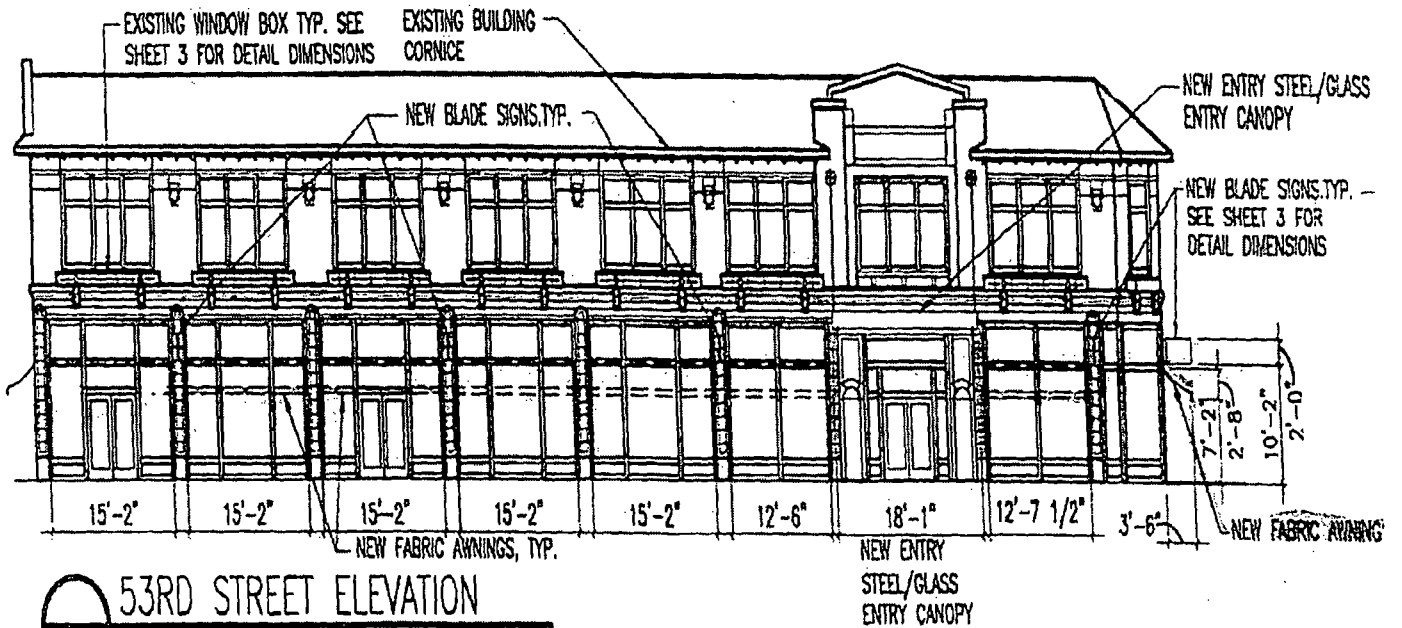 EXISTING WINDOW BOX TYP. SEE
SHEET 3 FOR DETAIL DIMENSIONS
EXISTING BUILDING
CORNICE
NEW BLADE SIGNS.TYP.
NEW ENTRY STEEL/GLASS
ENTRY CANOPY
NEW BLADE SIGNS.TYP.
SEE SHEET 3 FOR
DETAIL DIMENSIONS
7'-2"
2'-8"
10'-2"
2'-0"
15'-2"
15'-2"
15'-2"
15'-2"
15'-2"
12'-6"
18'-1"
12'-7 1/2"
3'-6"
NEW FABRIC AWNING
NEW FABRIC AWNINGS, TYP.
NEW ENTRY
STEEL/GLASS
ENTRY CANOPY
53RD STREET ELEVATION